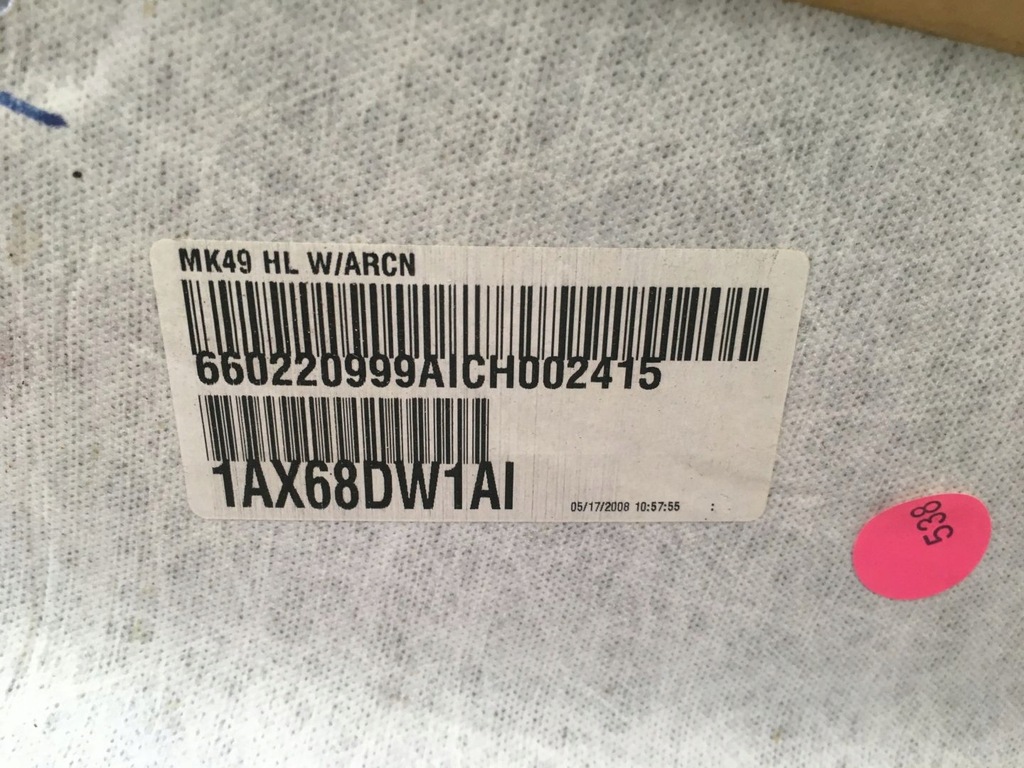 MK49 HL W/ARCN
660220999AICH002415
1AX68DW1AI
05/17/2008 10:57:55 :
538